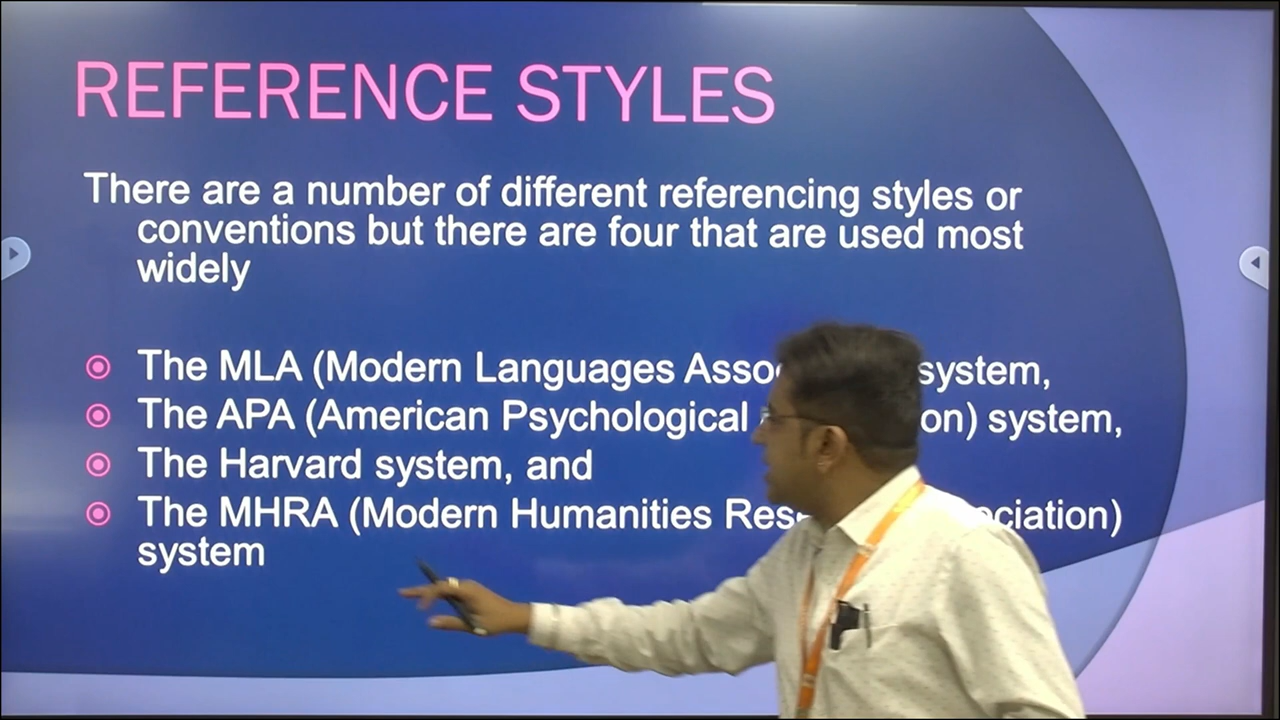 REFERENCE STYLES
There are a number of different referencing styles or
conventions but there are four that are used most
widely
The MLA (Modern Languages system,
The APA (American Psychological system,
The Harvard system, and
The MHRA (Modern Humanities
system